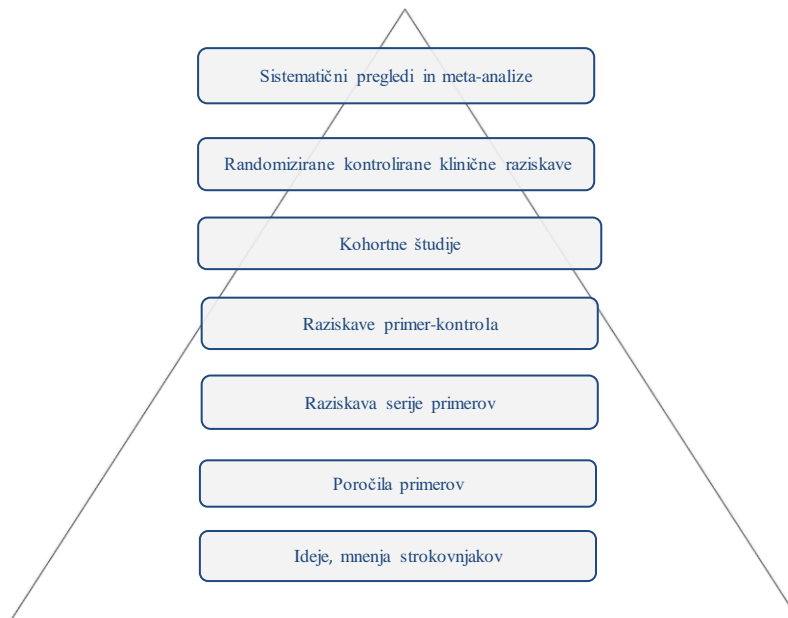 Sistematični pregledi in meta-analize
Randomizirane kontrolirane klinične raziskave
Kohortne študije
Raziskave primer-kontrola
Raziskava serije primerov
Poročila primerov
Ideje, mnenja strokovnjakov